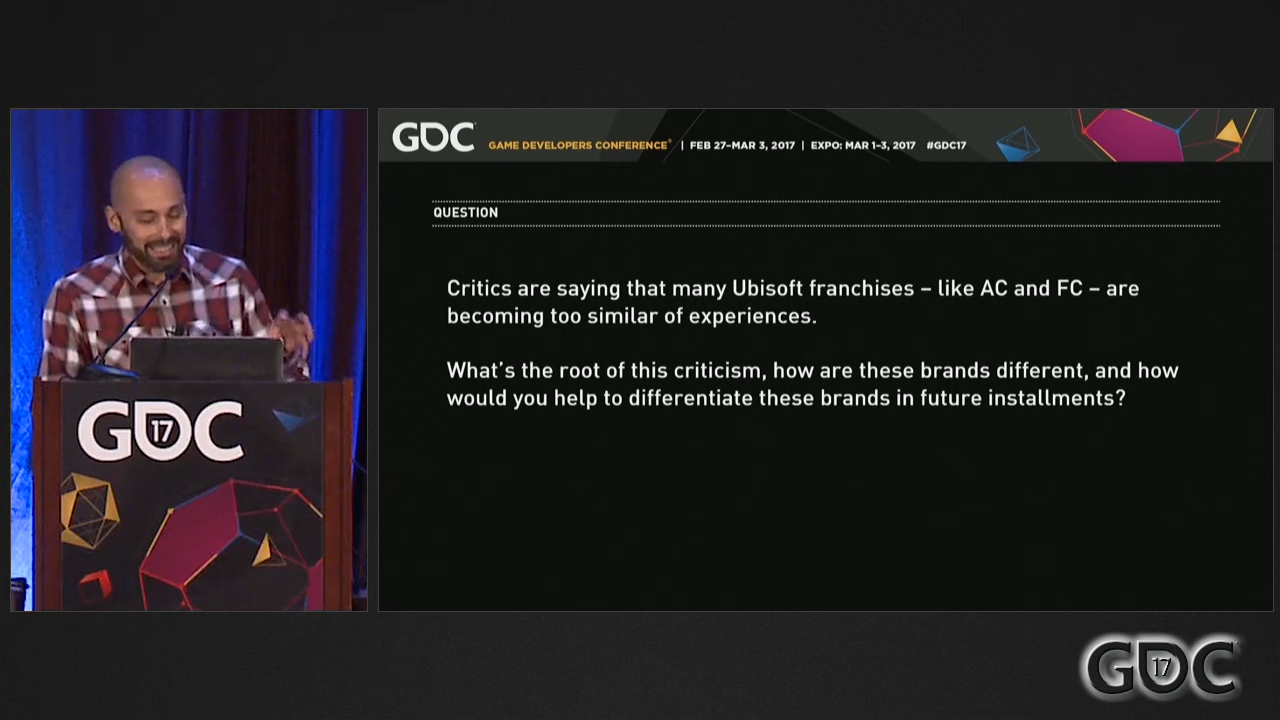 GDC
GAME DEVELOPERS CONFERENCE® | FEB 27–MAR 3, 2017 | EXPO: MAR 1–3, 2017 #GDC17
QUESTION
Critics are saying that many Ubisoft franchises – like AC and FC – are
becoming too similar of experiences.
What's the root of this criticism, how are these brands different, and how
would you help to differentiate these brands in future installments?
GDC
17
GDC
17